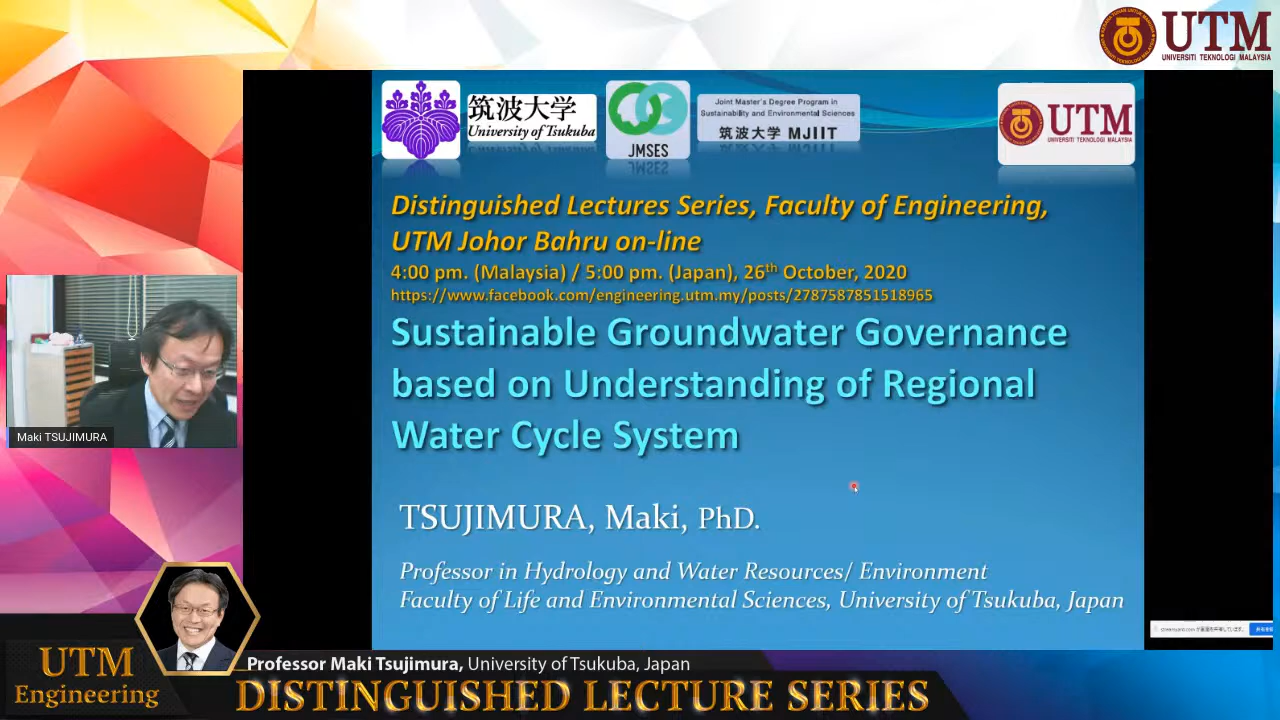 UTM
UNIVERSITI TEKNOLOGI MALAYSIA
筑波大学
University of Tsukuba
JMSES
Joint Master's Degree Program in
Sustainability and Environmental Sciences
筑波大学 MJIIT
UTM
UNIVERSITI TEKNOLOGI MALAYSIA
Distinguished Lectures Series, Faculty of Engineering,
UTM Johor Bahru on-line
4:00 pm. (Malaysia) / 5:00 pm. (Japan), 26th October, 2020
https://www.facebook.com/engineering.utm.my/posts/2787587851518965
Sustainable Groundwater Governance
based on Understanding of Regional
Water Cycle System
TSUJIMURA, Maki, PhD.
Professor in Hydrology and Water Resources/ Environment
Faculty of Life and Environmental Sciences, University of Tsukuba, Japan
Maki TSUJIMURA
Professor Maki Tsujimura, University of Tsukuba, Japan
UTM
Engineering
DISTINGUISHED LECTURE SERIES